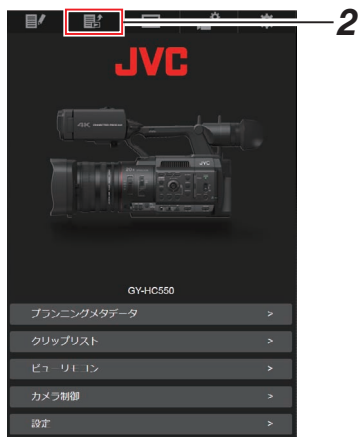 2
JVC
GY-HC550
プランニングメタデータ >
クリップリスト >
ビューリモコン >
カメラ制御 >
設定 >